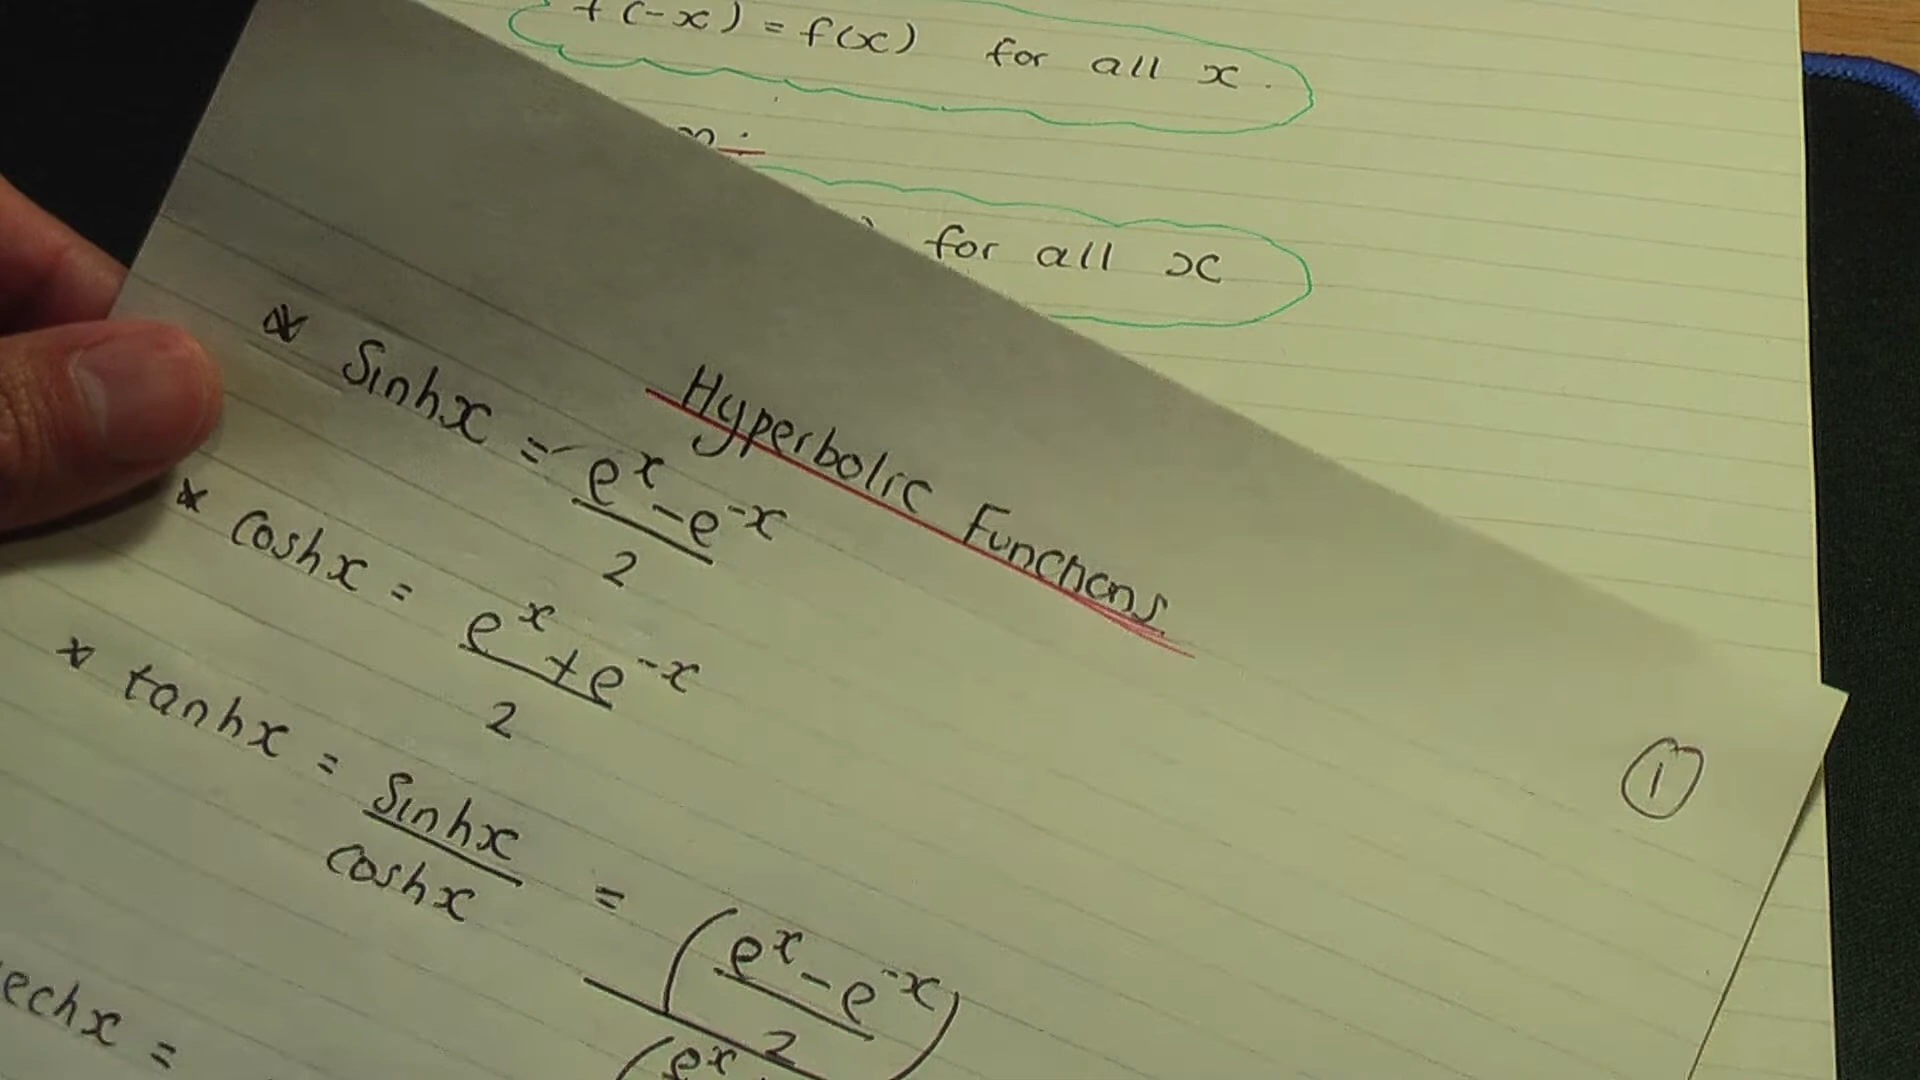 f(-x) = f(x) for all x.
for all x
Hyperbolic Functions
①
* Sinhx = e^x - e^-x / 2
* coshx = e^x + e^-x / 2
* tanhx = sinhx / coshx = (e^x - e^-x / 2) / (e^x
echx =